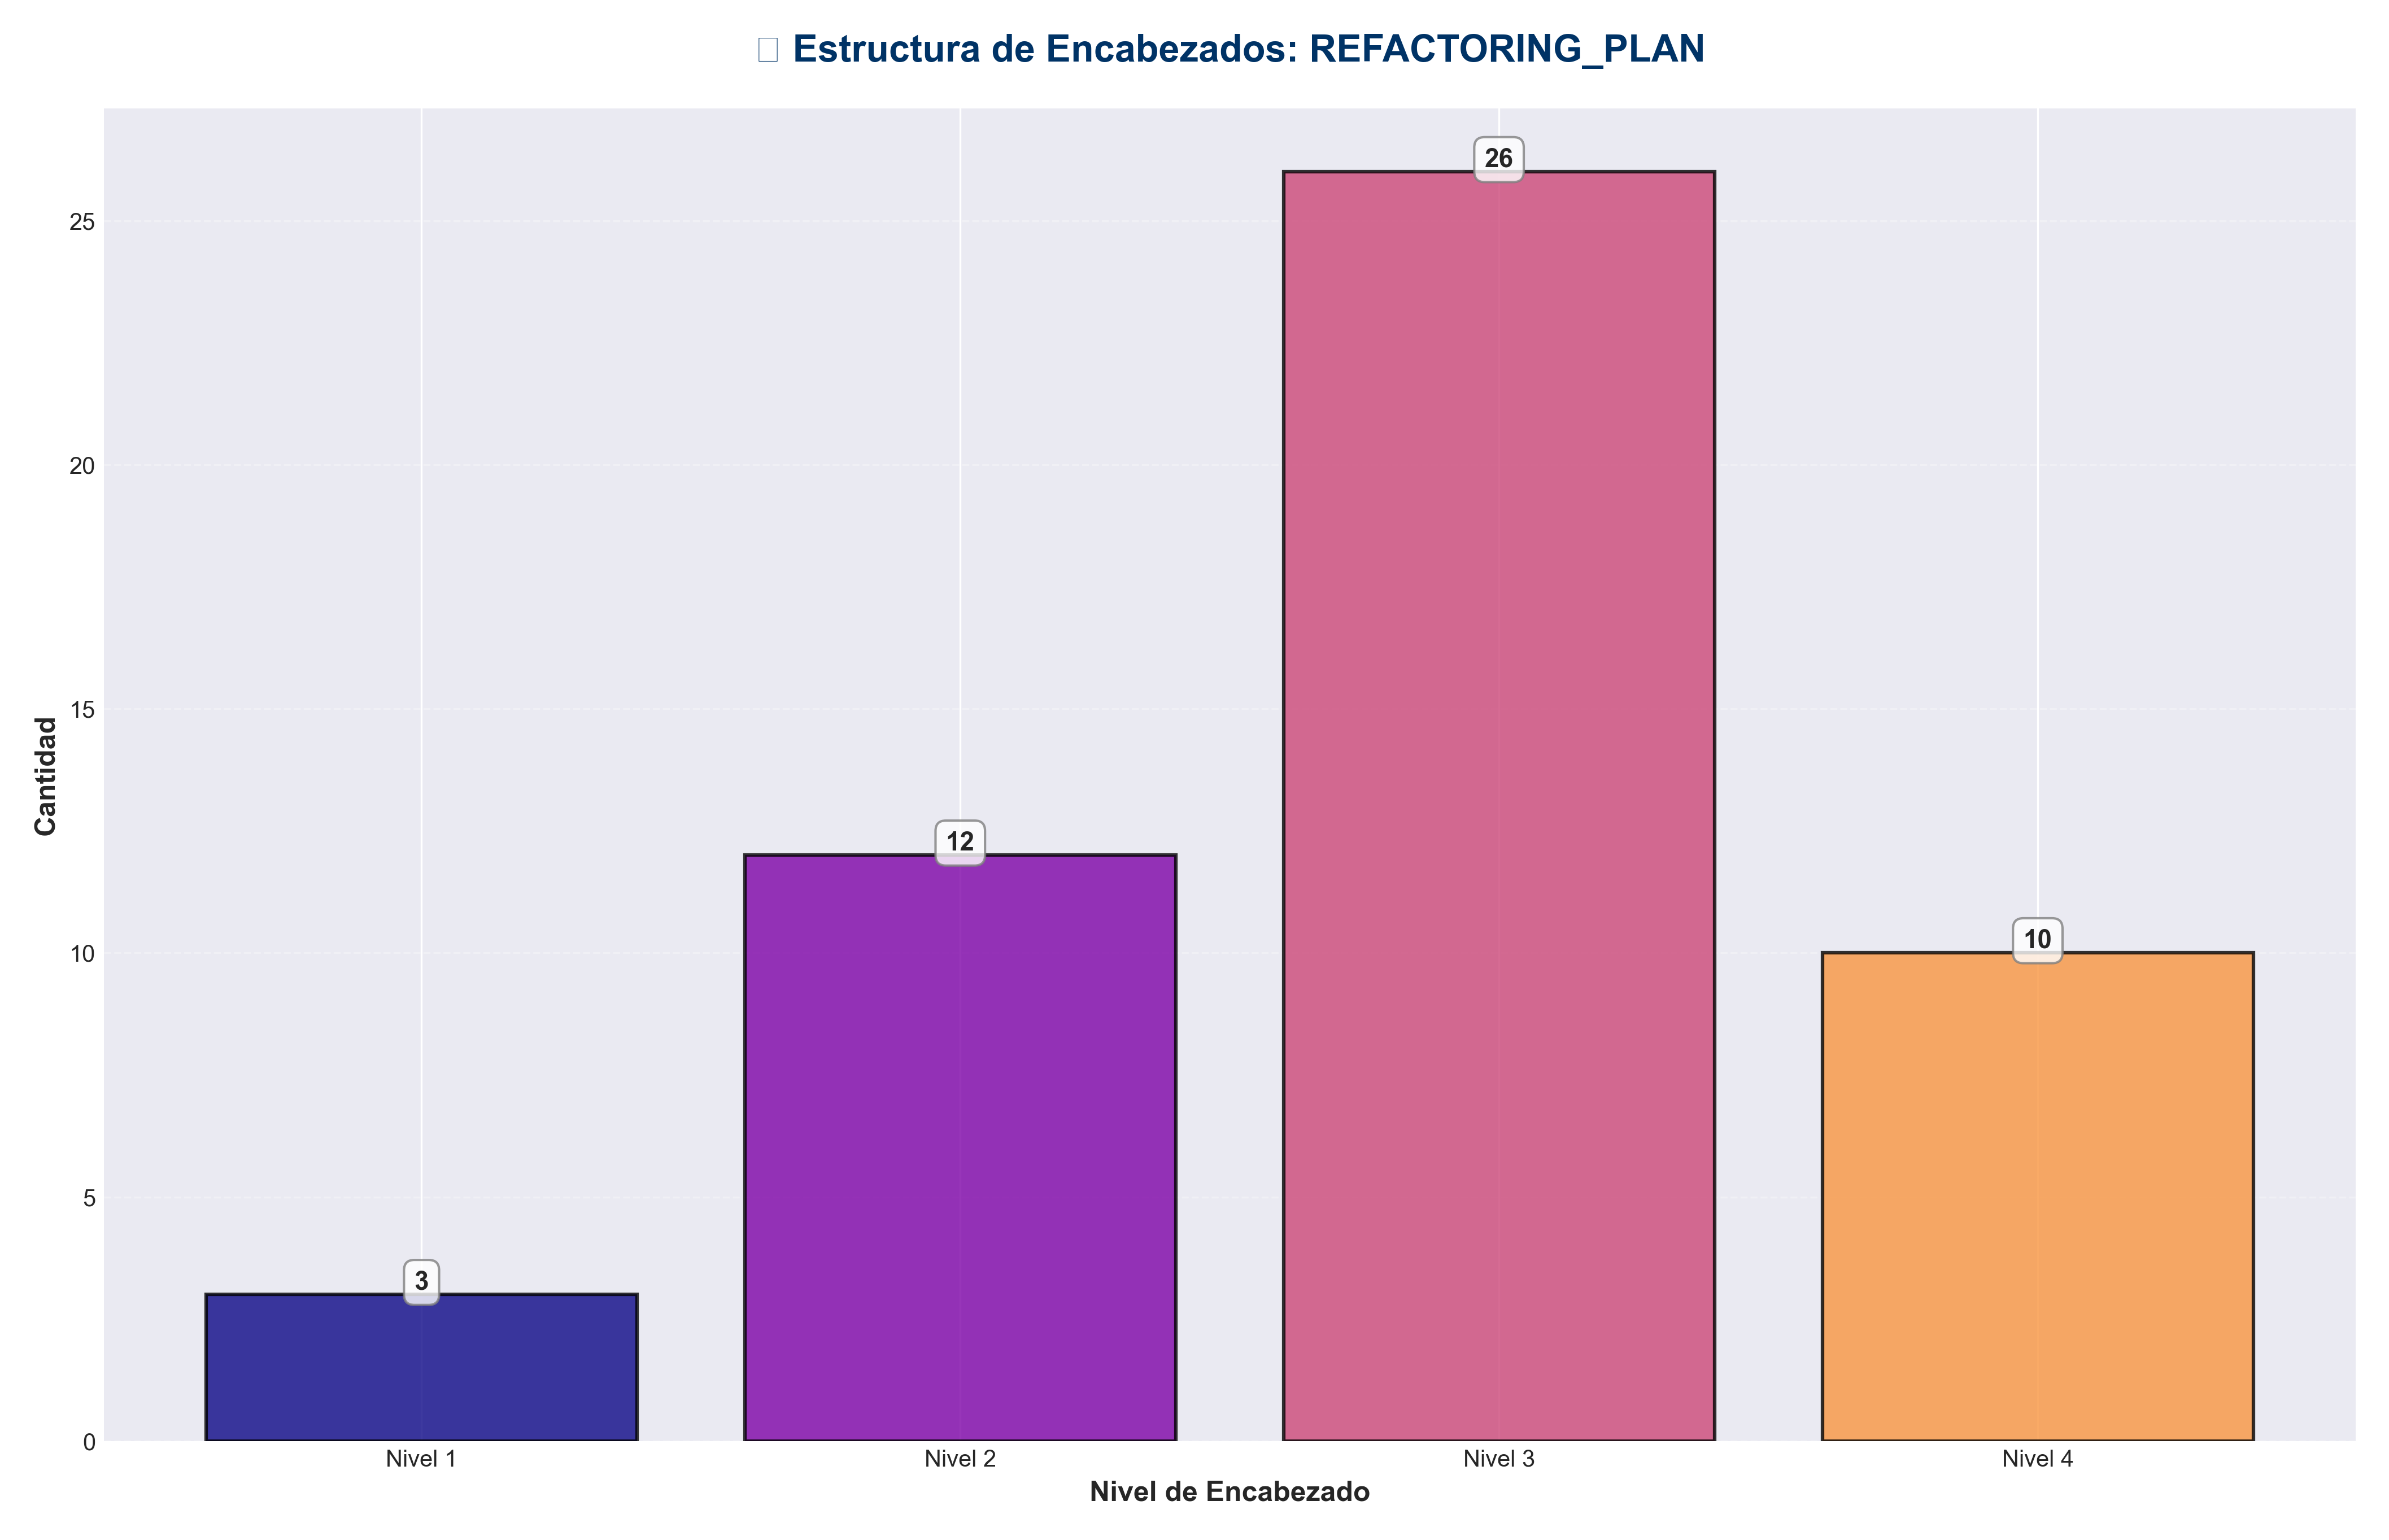 Estructura de Encabezados: REFACTORING_PLAN
26
25
20
15
12
10
10
5
3
0
Cantidad
Nivel 1 Nivel 2 Nivel 3 Nivel 4
Nivel de Encabezado